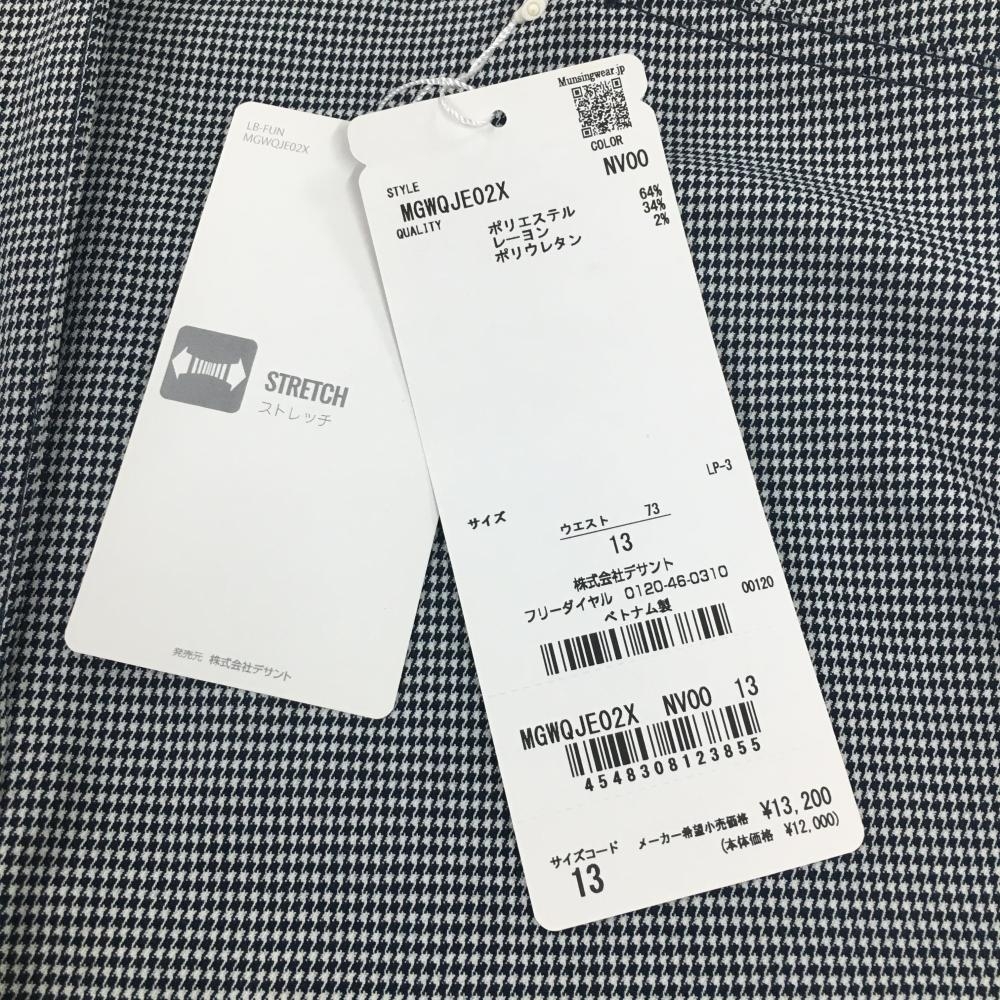 LB-FUN
MGWQJE02X
STRETCH
ストレッチ
発売元 株式会社デサント
Munsingwear.jp
COLOR
NV00
STYLE
MGWQJE02X
QUALITY
ポリエステル 64%
レーヨン 34%
ポリウレタン 2%
LP-3
サイズ
ウエスト 73
13
株式会社デサント
フリーダイヤル 0120-46-0310 00120
ベトナム製
MGWQJE02X NV00 13
4548308123855
メーカー希望小売価格 ¥13,200
(本体価格 ¥12,000)
サイズコード
13